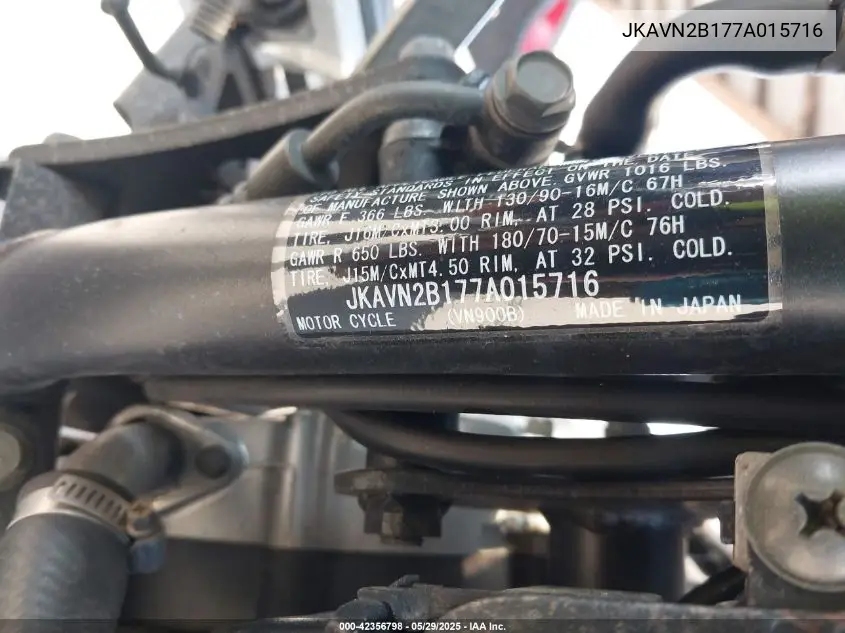 JKAVN2B177A015716
SAFETY STANDARDS IN EFFECT ON THE DATE
OF MANUFACTURE SHOWN ABOVE. GVWR 1016 LBS.
GAWR F 366 LBS. WITH 130/90-16M/C 67H
TIRE, J16M/CxMT3.00 RIM, AT 28 PSI. COLD.
GAWR R 650 LBS. WITH 180/70-15M/C 76H
TIRE, J15M/CxMT4.50 RIM, AT 32 PSI. COLD.
JKAVN2B177A015716
MOTOR CYCLE (VN900B) MADE IN JAPAN
000-42356798 - 05/29/2025 - IAA Inc.